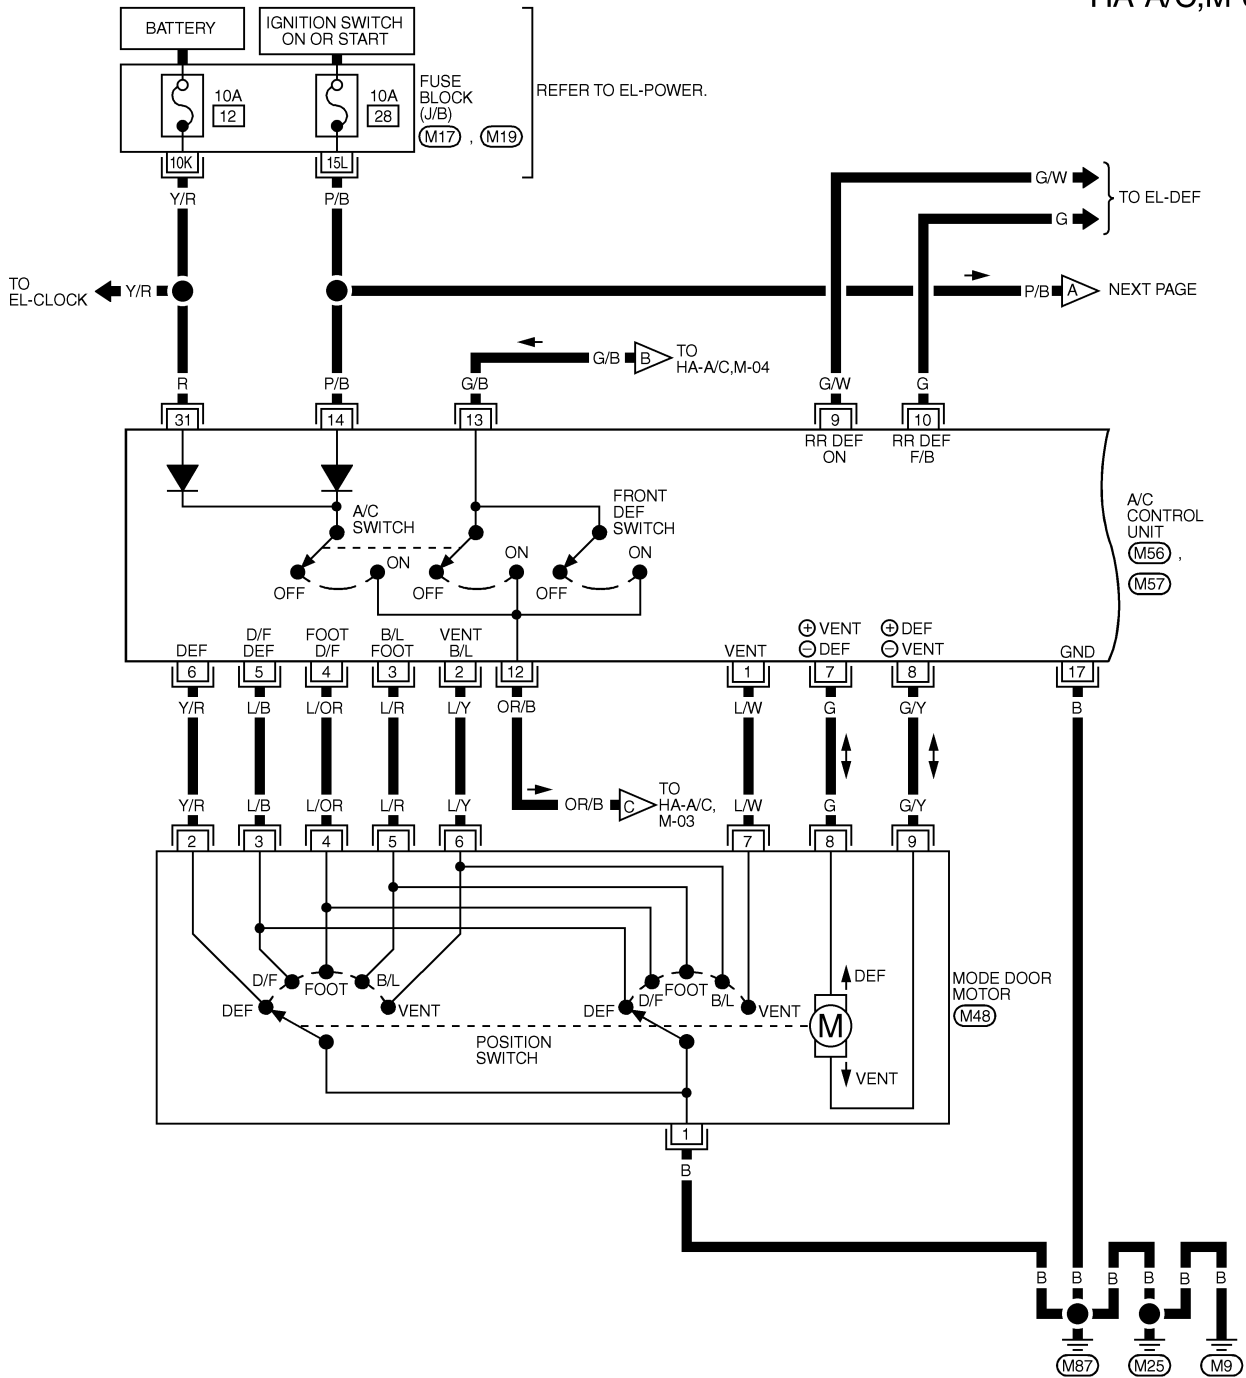 BATTERY
IGNITION SWITCH
ON OR START
10A
12
10A
28
FUSE
BLOCK
(J/B)
M17 , M19
REFER TO EL-POWER.
10K
15L
Y/R
P/B
G/W
G
TO EL-DEF
TO
EL-CLOCK
Y/R
P/B
A
NEXT PAGE
G/B
B
TO
HA-A/C,M-04
R
P/B
G/B
G/W
G
31
14
13
9
10
RR DEF
ON
RR DEF
F/B
A/C
SWITCH
FRONT
DEF
SWITCH
A/C
CONTROL
UNIT
M56 ,
M57
ON
ON
ON
OFF
OFF
OFF
DEF
D/F
DEF
FOOT
D/F
B/L
FOOT
VENT
B/L
VENT
+ VENT
− DEF
+ DEF
− VENT
GND
6
5
4
3
2
12
1
7
8
17
Y/R
L/B
L/OR
L/R
L/Y
OR/B
L/W
G
G/Y
B
OR/B
C
TO
HA-A/C,
M-03
Y/R
L/B
L/OR
L/R
L/Y
L/W
G
G/Y
2
3
4
5
6
7
8
9
D/F
FOOT
B/L
DEF
VENT
D/F
FOOT
B/L
DEF
VENT
DEF
M
VENT
POSITION
SWITCH
MODE DOOR
MOTOR
M48
1
B
B
B
B
B
B
B
M87
M25
M9